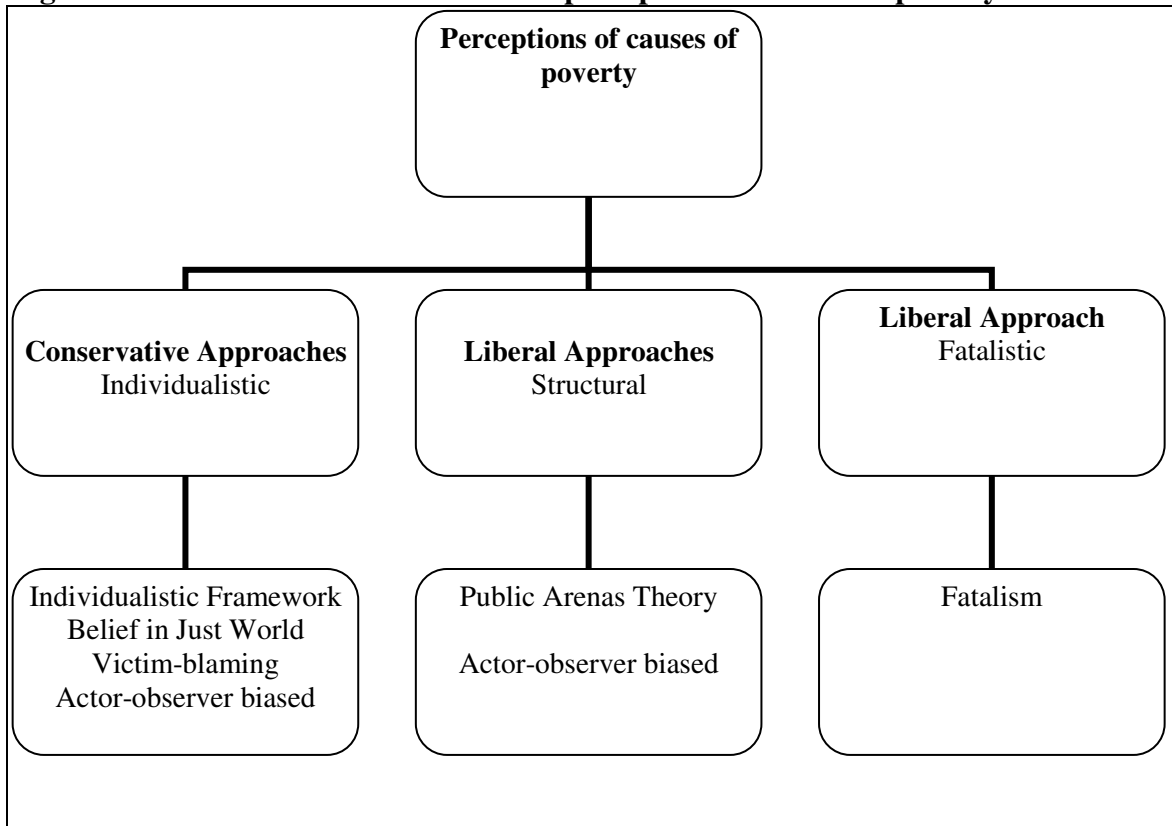 Perceptions of causes of
poverty
Conservative Approaches
Individualistic
Liberal Approaches
Structural
Liberal Approach
Fatalistic
Individualistic Framework
Belief in Just World
Victim-blaming
Actor-observer biased
Public Arenas Theory
Actor-observer biased
Fatalism